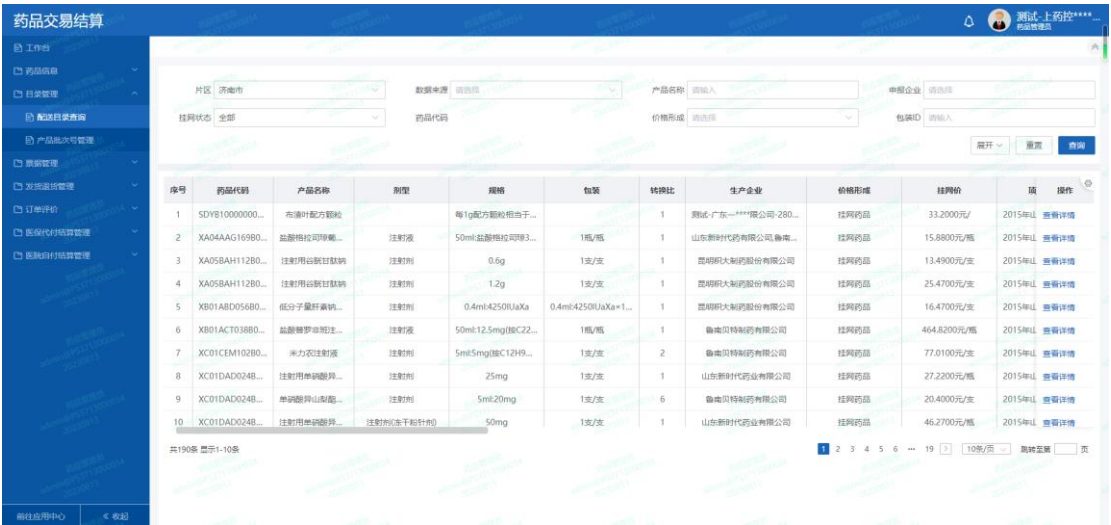 药品交易结算
测试-上药控****...
药品管理员
工作台
药品信息
目录管理
配送目录查询
产品批次号管理
票据管理
发货退货管理
订单评价
医保代付结算管理
医院自付结算管理
前往应用中心 《 收起
片区 济南市 数据来源 请选择 产品名称 请输入 申报企业 请选择
挂网状态 全部 药品代码 价格形成 请选择 包装ID 请输入
展开 重置 查询
序号 药品代码 产品名称 剂型 规格 包装 转换比 生产企业 价格形成 挂网价 项 操作
1 SDYB10000000... 布渣叶配方颗粒 每1g配方颗粒相当于... 1 测试-广东一****限公司-280... 挂网药品 33.2000元/ 2015年山 查看详情
2 XA04AAG169B0... 盐酸格拉司琼葡... 注射液 50ml:盐酸格拉司琼3... 1瓶/瓶 1 山东新时代药有限公司,鲁南... 挂网药品 15.8800元/瓶 2015年山 查看详情
3 XA05BAH112B0... 注射用谷胱甘肽钠 注射剂 0.6g 1支/支 1 昆明积大制药股份有限公司 挂网药品 13.4900元/支 2015年山 查看详情
4 XA05BAH112B0... 注射用谷胱甘肽钠 注射剂 1.2g 1支/支 1 昆明积大制药股份有限公司 挂网药品 25.4700元/支 2015年山 查看详情
5 XB01ABD056B0... 低分子量肝素钠... 注射剂 0.4ml:4250IUaXa 0.4ml:4250IUaXa×1... 1 昆明积大制药股份有限公司 挂网药品 16.4700元/支 2015年山 查看详情
6 XB01ACT038B0... 盐酸替罗非班注... 注射液 50ml:12.5mg(按C22... 1瓶/瓶 1 鲁南贝特制药有限公司 挂网药品 464.8200元/瓶 2015年山 查看详情
7 XC01CEM102B0... 米力农注射液 注射剂 5ml:5mg(按C12H9... 1支/支 2 鲁南贝特制药有限公司 挂网药品 77.0100元/支 2015年山 查看详情
8 XC01DAD024B... 注射用单硝酸异... 注射剂 25mg 1支/支 1 山东新时代药业有限公司 挂网药品 27.2200元/瓶 2015年山 查看详情
9 XC01DAD024B... 单硝酸异山梨酯... 注射剂 5ml:20mg 1支/支 6 鲁南贝特制药有限公司 挂网药品 20.4000元/支 2015年山 查看详情
10 XC01DAD024B... 注射用单硝酸异... 注射剂(冻干粉针剂) 50mg 1支/支 1 山东新时代药业有限公司 挂网药品 46.2700元/瓶 2015年山 查看详情
共190条 显示1-10条 1 2 3 4 5 6 ··· 19 > 10条/页 跳转至第 页